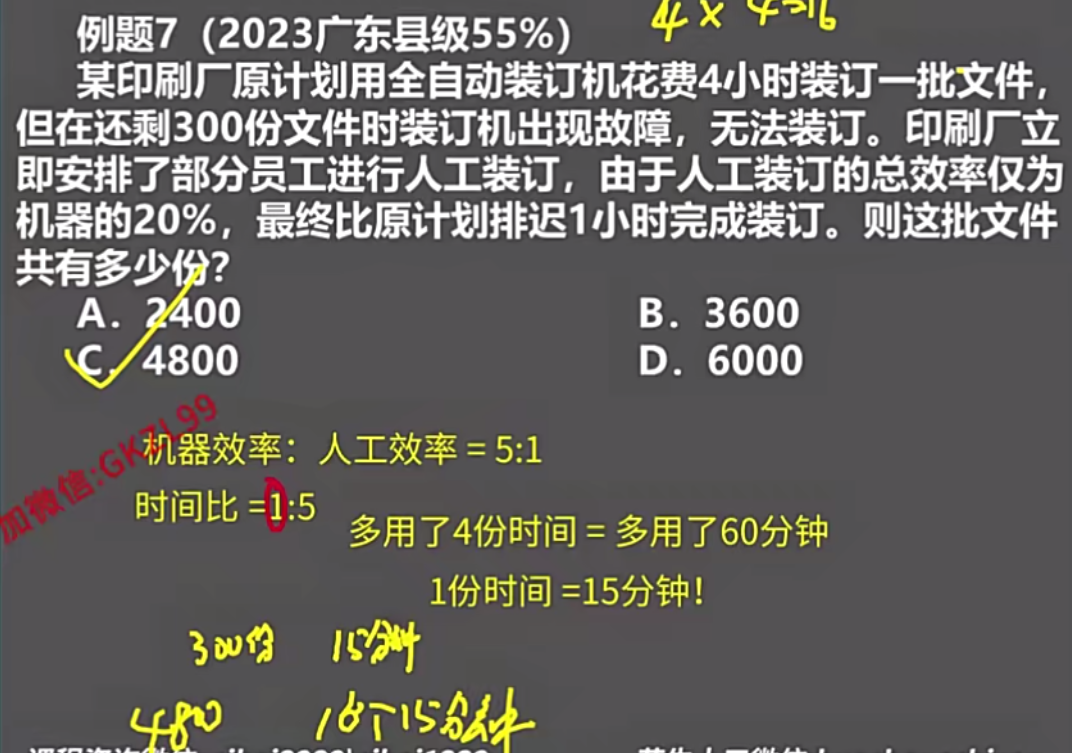 4×4=16
例题7（2023广东县级55%）
某印刷厂原计划用全自动装订机花费4小时装订一批文件，
但在还剩300份文件时装订机出现故障，无法装订。印刷厂立
即安排了部分员工进行人工装订，由于人工装订的总效率仅为
机器的20%，最终比原计划排迟1小时完成装订。则这批文件
共有多少份？
A．2400
B．3600
C．4800
D．6000
加微信:GKZL99
机器效率：人工效率 = 5:1
时间比 =1:5
多用了4份时间 = 多用了60分钟
1份时间 =15分钟！
300份 15分钟
4800 16个15分钟